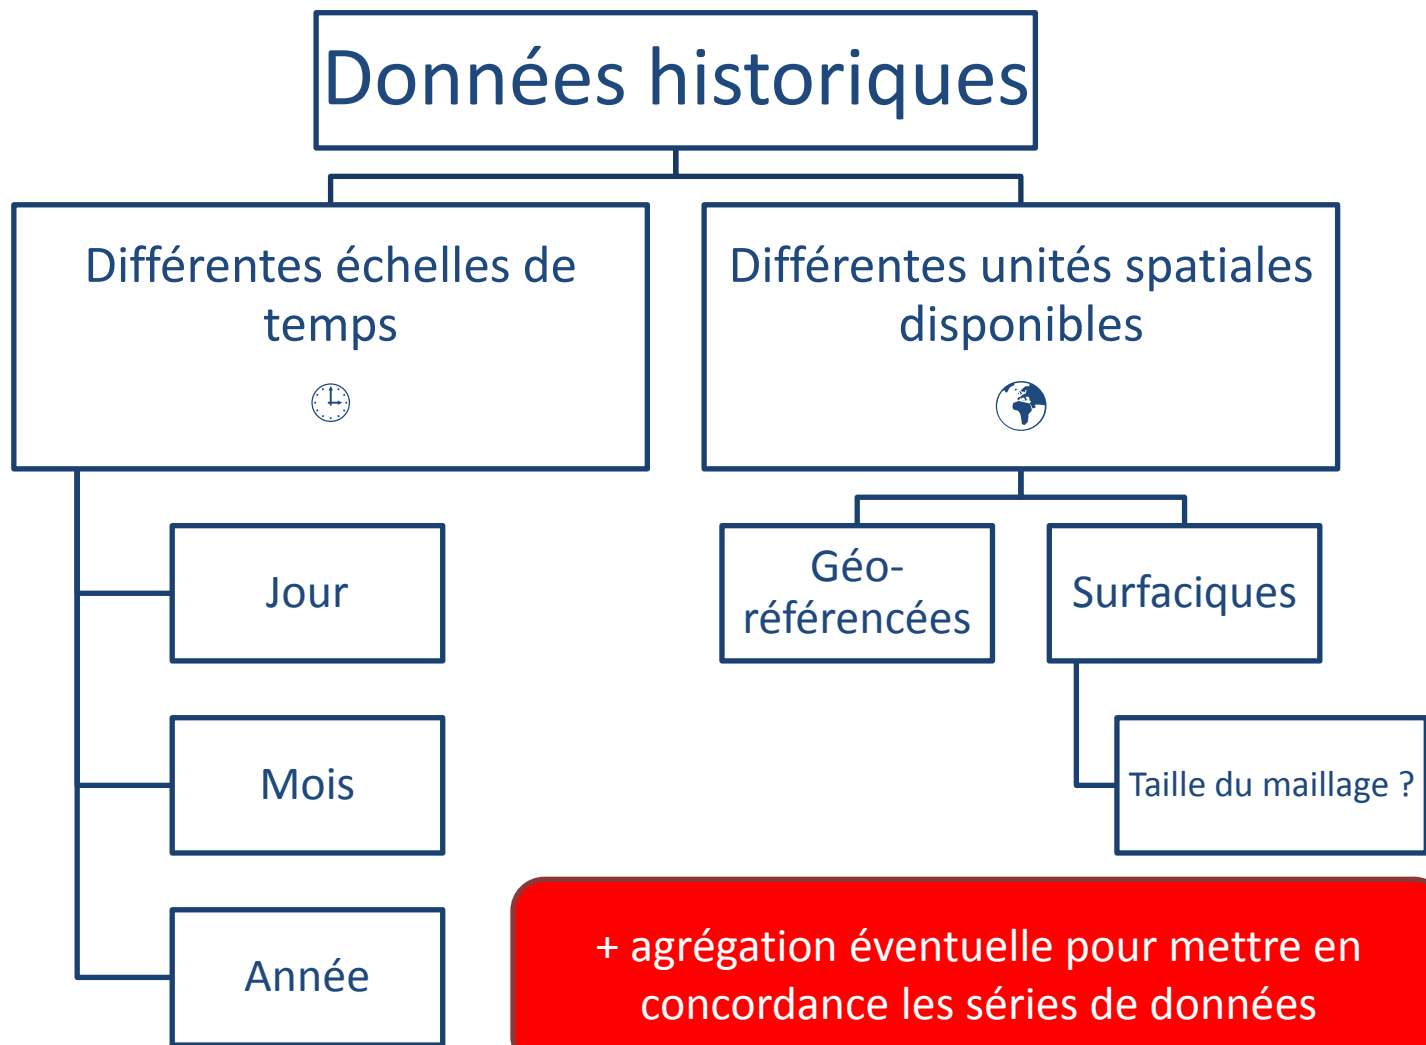 Données historiques
Différentes échelles de
temps
Différentes unités spatiales
disponibles
Jour
Mois
Année
Géo-
référencées
Surfaciques
Taille du maillage ?
+ agrégation éventuelle pour mettre en
concordance les séries de données